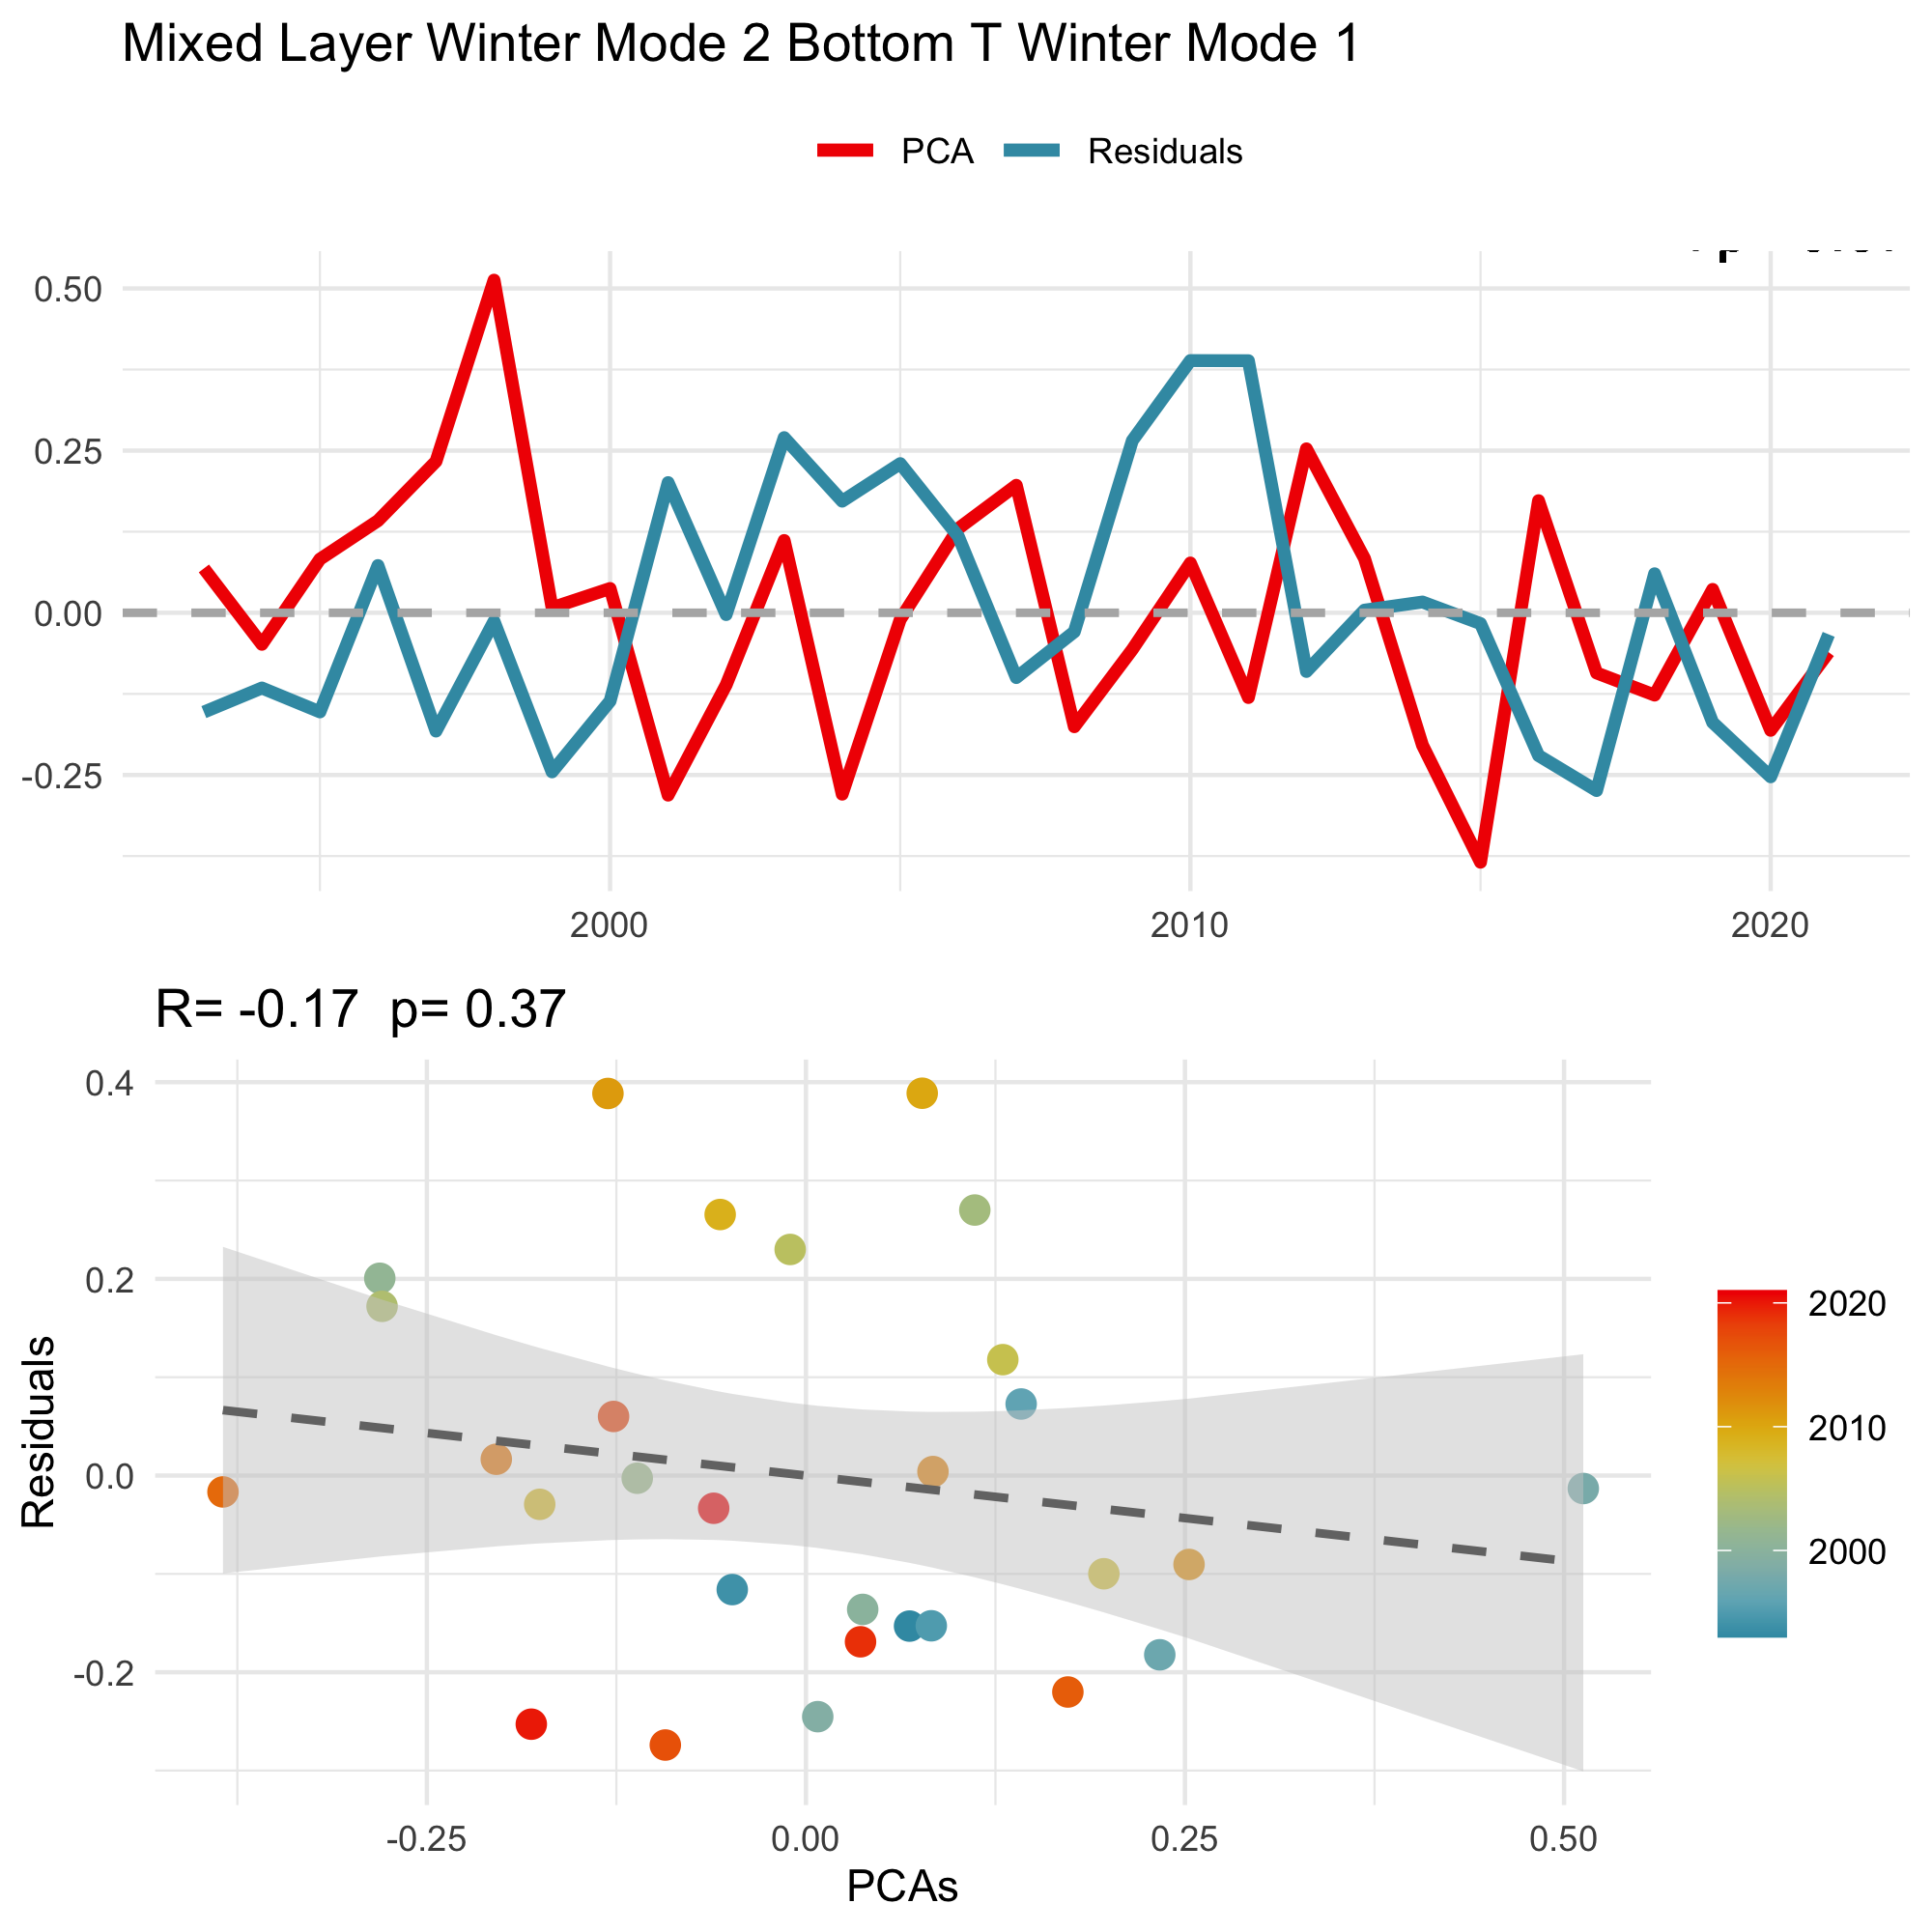 Mixed Layer Winter Mode 2 Bottom T Winter Mode 1
PCA Residuals
0.50
0.25
0.00
-0.25
2000 2010 2020
R= -0.17 p= 0.37
0.4
0.2
0.0
-0.2
Residuals
-0.25 0.00 0.25 0.50
PCAs
2020
2010
2000